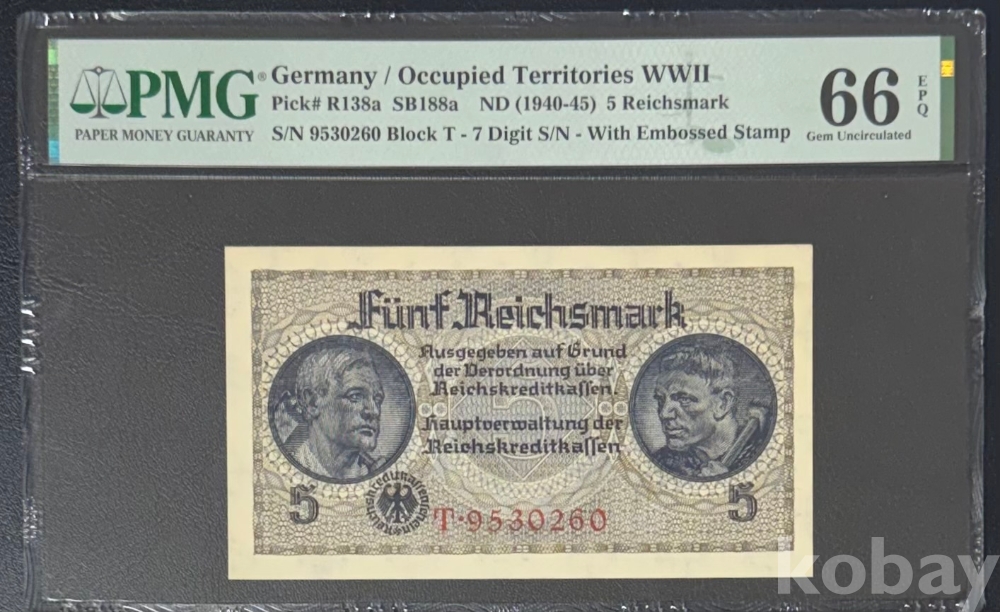 PMG®
PAPER MONEY GUARANTY
Germany / Occupied Territories WWII
Pick# R138a SB188a ND (1940-45) 5 Reichsmark
S/N 9530260 Block T - 7 Digit S/N - With Embossed Stamp
66
EPQ
Gem Uncirculated
Fünf Reichsmark
Ausgegeben auf Grund
der Verordnung über
Reichskreditkassen.
Hauptverwaltung der
Reichskreditkassen
5
5
5
T·9530260
kobay